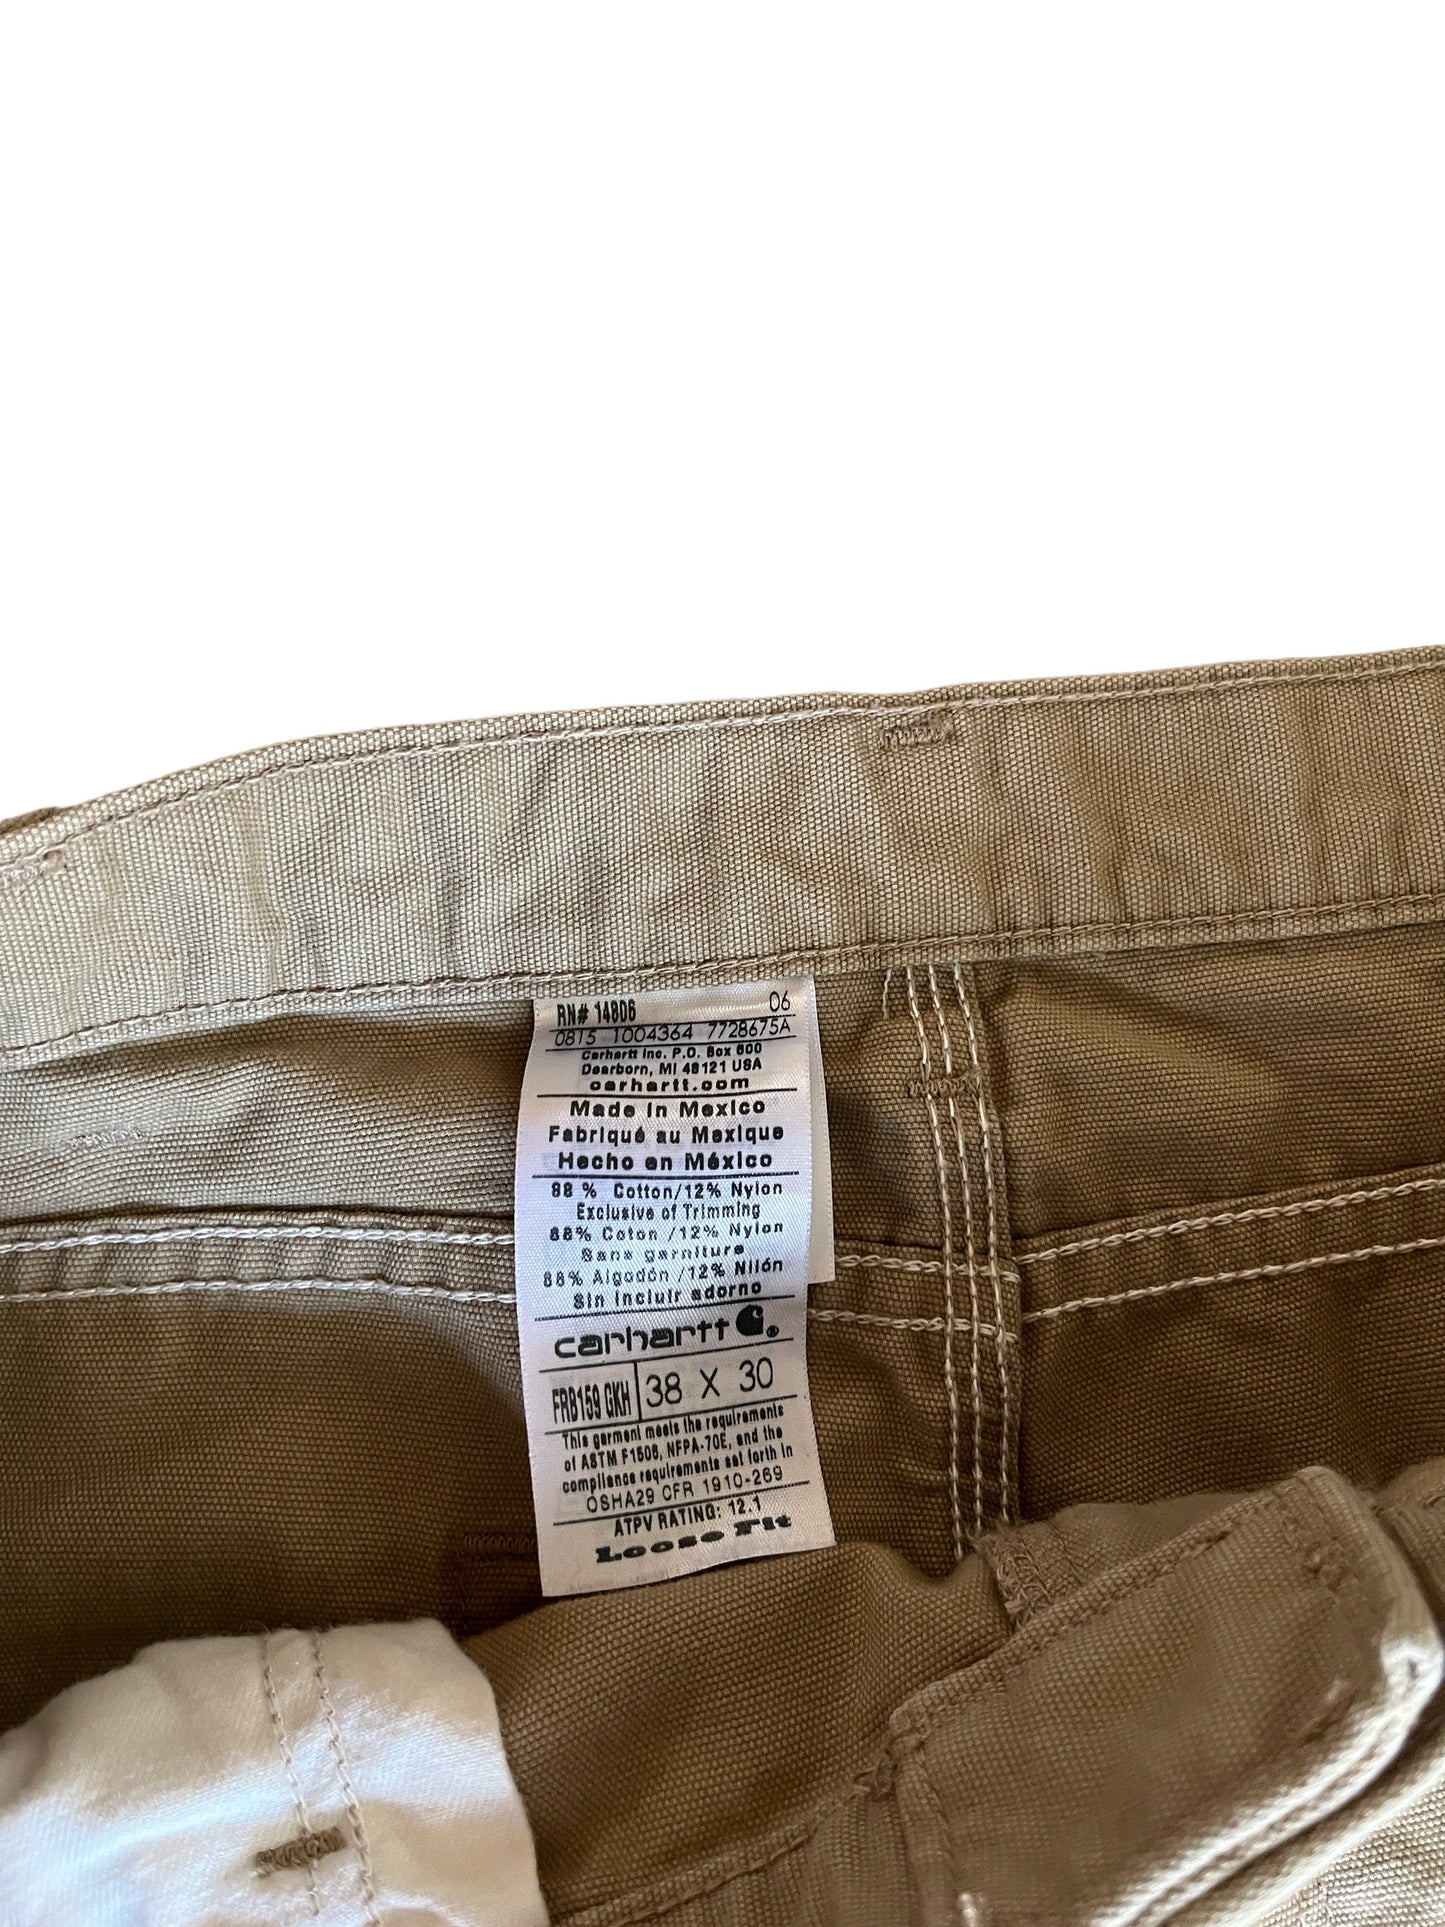 RN# 14806 06
0815 1004364 7728675A
Carhartt Inc. P.O. Box 600
Dearborn, MI 48121 USA
carhartt.com
Made in Mexico
Fabriqué au Mexique
Hecho en México
88 % Cotton/12% Nylon
Exclusive of Trimming
88% Coton /12% Nylon
Sans garniture
88% Algodón /12% Nilón
Sin incluir adorno
carhartt ®
FRB159 GKH 38 X 30
This garment meets the requirements
of ASTM F1506, NFPA-70E, and the
compliance requirements set forth in
OSHA29 CFR 1910-269
ATPV RATING: 12.1
Loose Fit